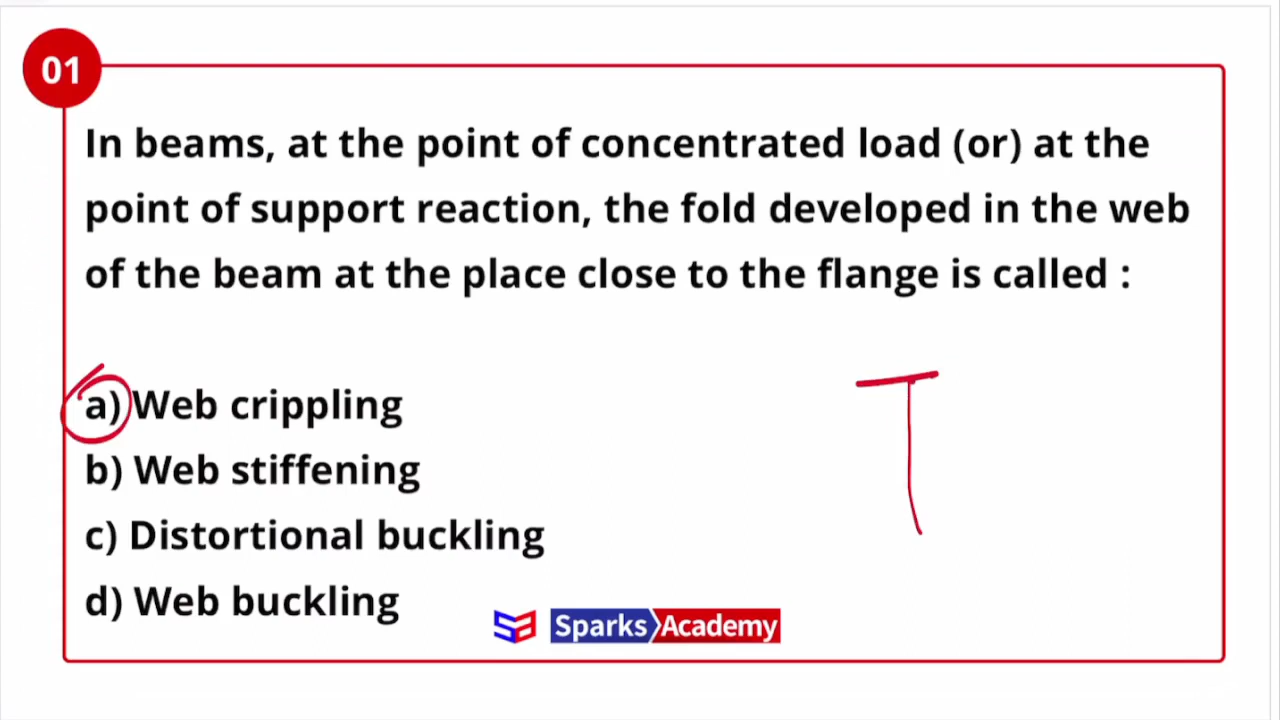 01
In beams, at the point of concentrated load (or) at the
point of support reaction, the fold developed in the web
of the beam at the place close to the flange is called :
a) Web crippling
b) Web stiffening
c) Distortional buckling
d) Web buckling
Sparks Academy